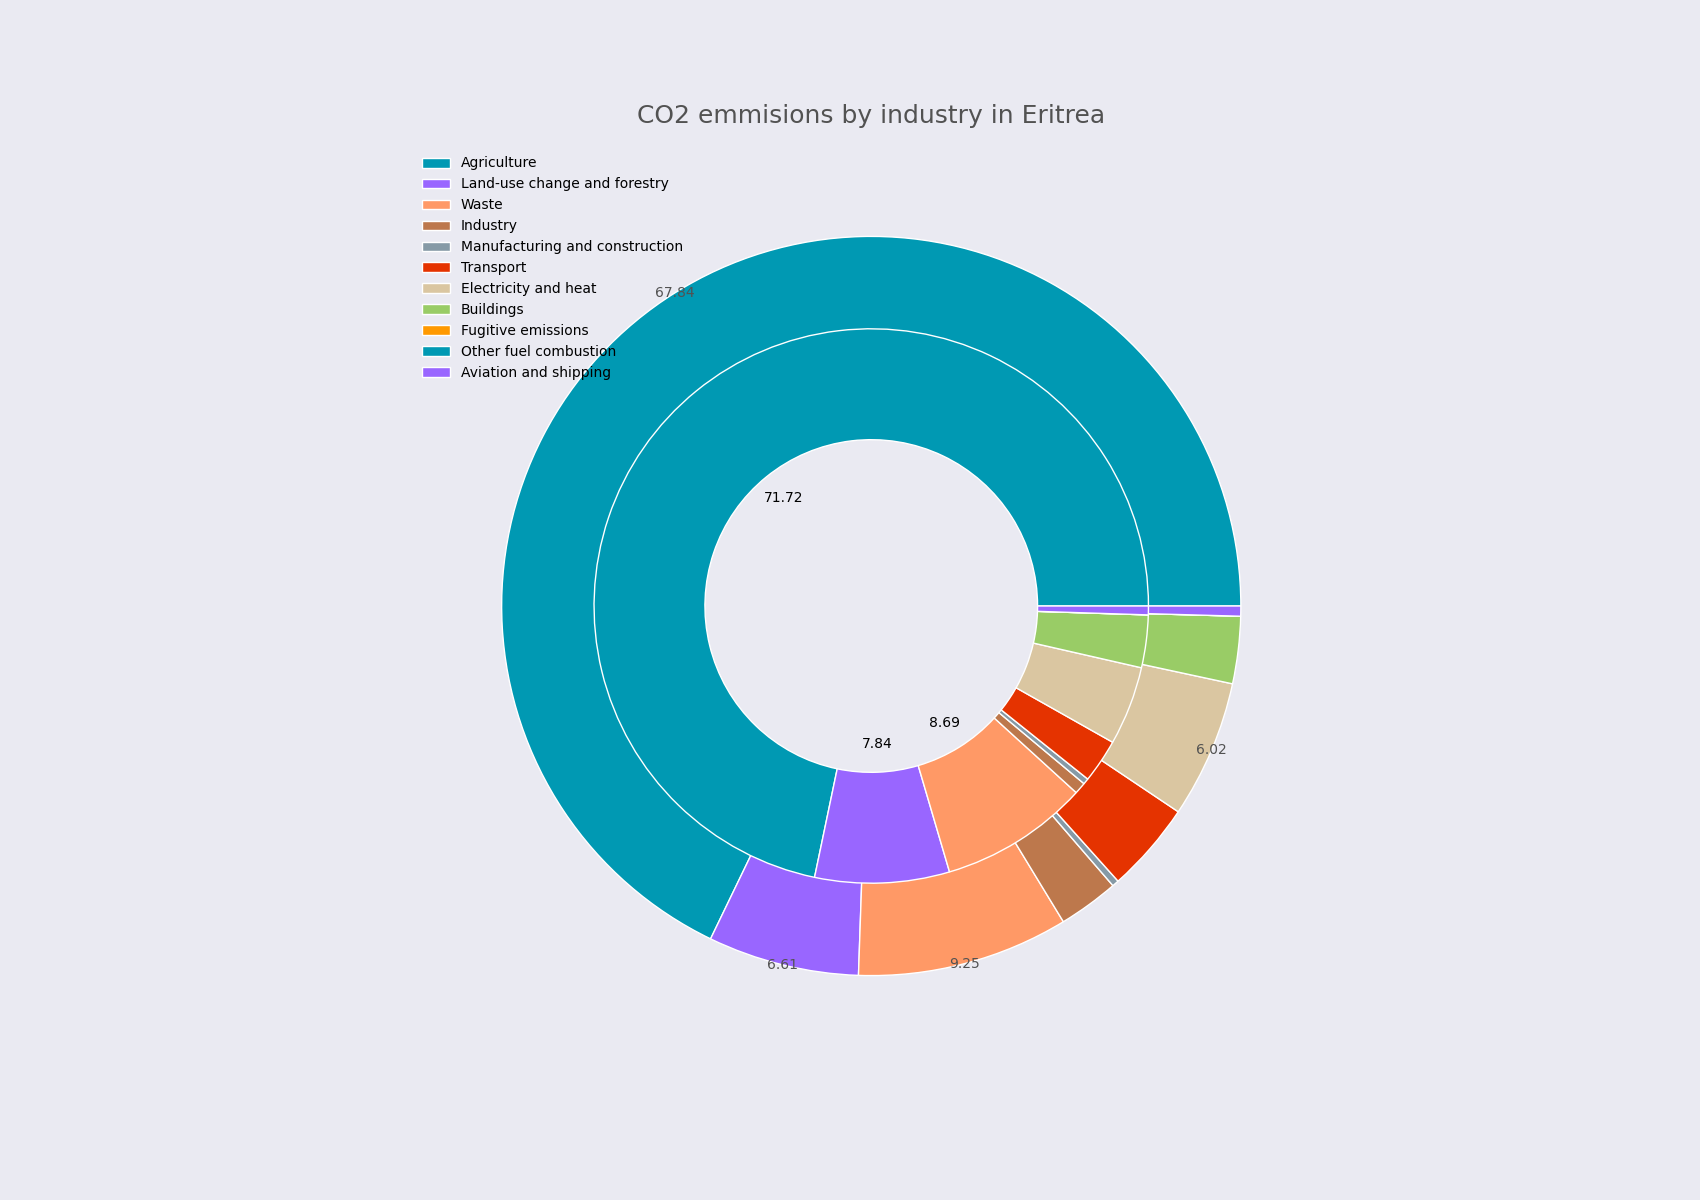 CO2 emmisions by industry in Eritrea
Agriculture
Land-use change and forestry
Waste
Industry
Manufacturing and construction
Transport
Electricity and heat
Buildings
Fugitive emissions
Other fuel combustion
Aviation and shipping
67.84
71.72
8.69
7.84
6.02
6.61
9.25